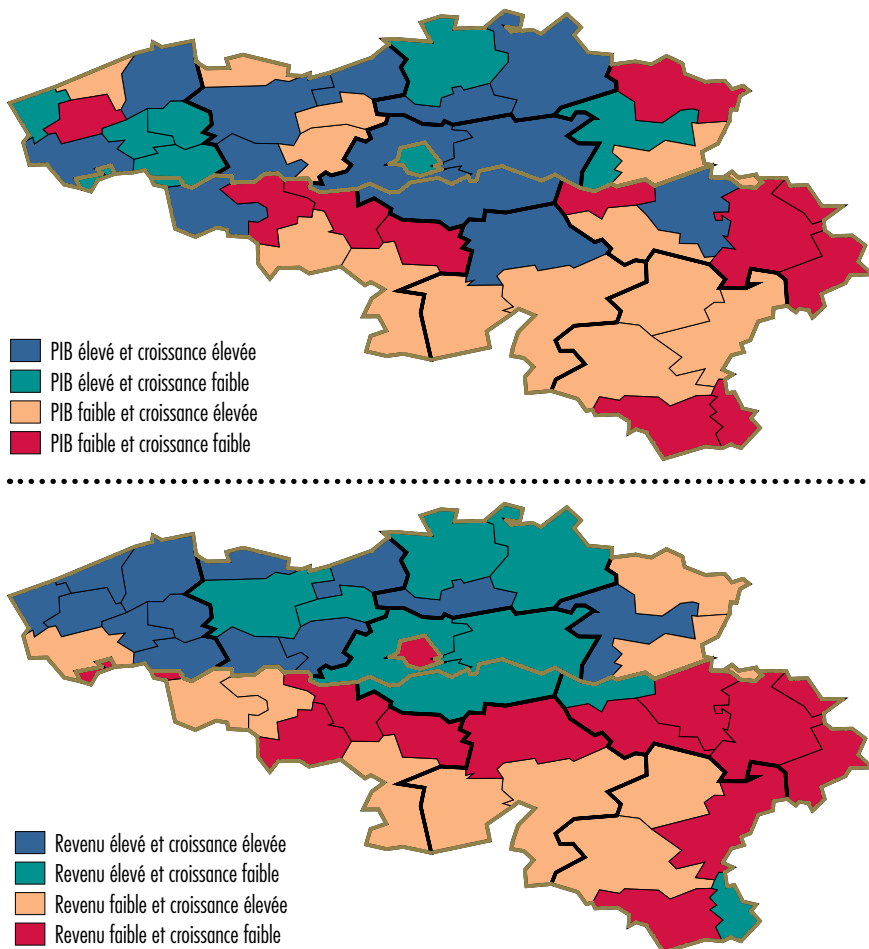 PIB élevé et croissance élevée
PIB élevé et croissance faible
PIB faible et croissance élevée
PIB faible et croissance faible
Revenu élevé et croissance élevée
Revenu élevé et croissance faible
Revenu faible et croissance élevée
Revenu faible et croissance faible